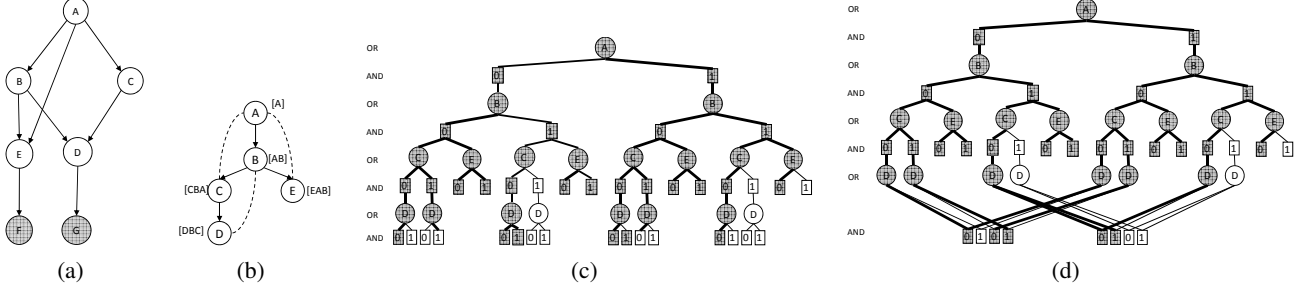 A
B C
E D
F G
(a)
A [A]
B [AB]
[CBA] C E [EAB]
[DBC] D
(b)
OR A
AND 0 1
OR B B
AND 0 1 0 1
OR C E C E C E C E
AND 0 1 0 1 0 1 0 1 0 1 0 1 0 1 0 1
OR D D D D D D D D
AND 0 1 0 1 0 1 0 1 0 1 0 1 0 1 0 1
(c)
OR A
AND 0 1
OR B B
AND 0 1 0 1
OR C E C E C E C E
AND 0 1 0 1 0 1 0 1 0 1 0 1 0 1 0 1
OR D D D D D D D D
AND 0 1 0 1 0 1 0 1
(d)